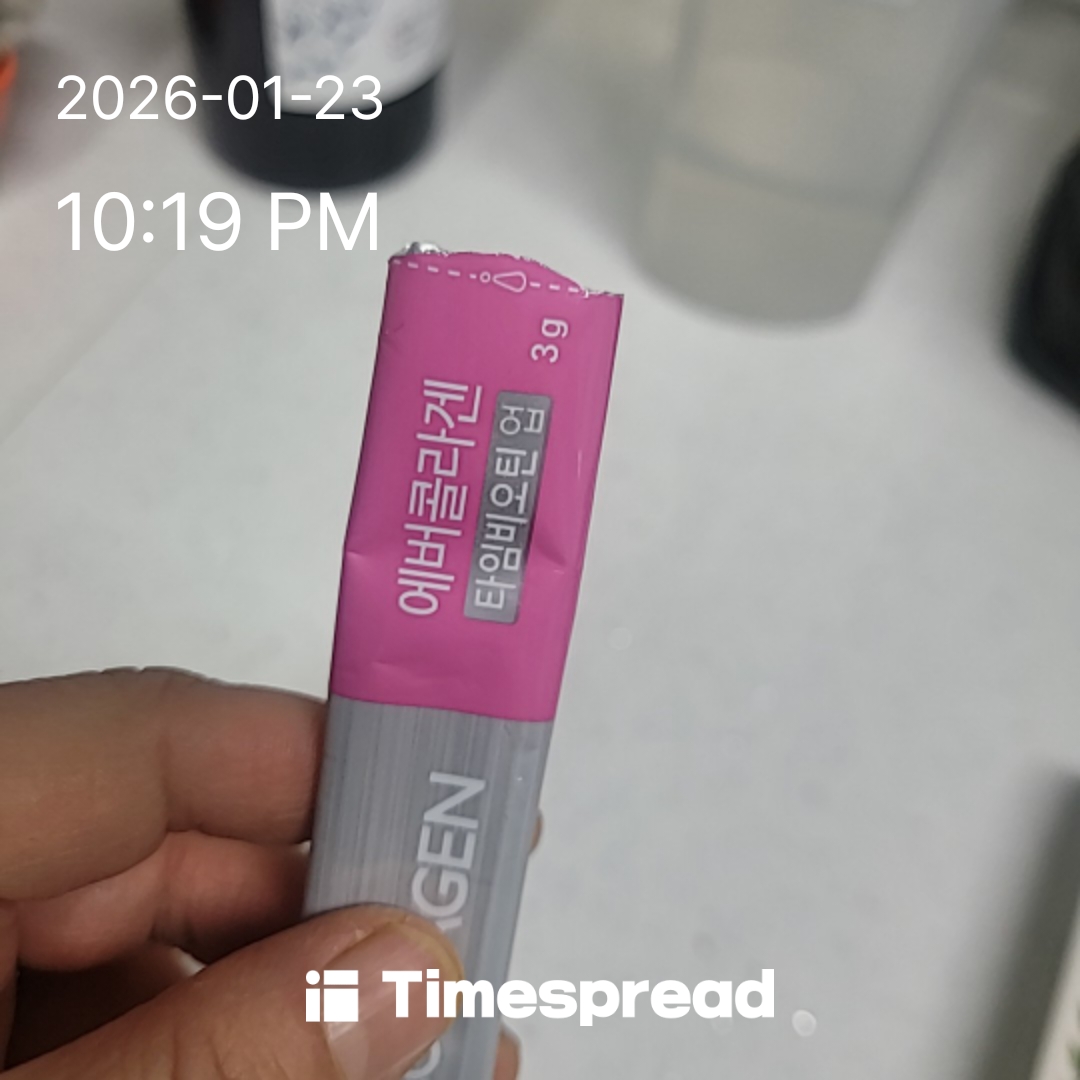 2026-01-23
10:19 PM
3g
에버콜라겐
타임비오틴 업
GEN
Timespread